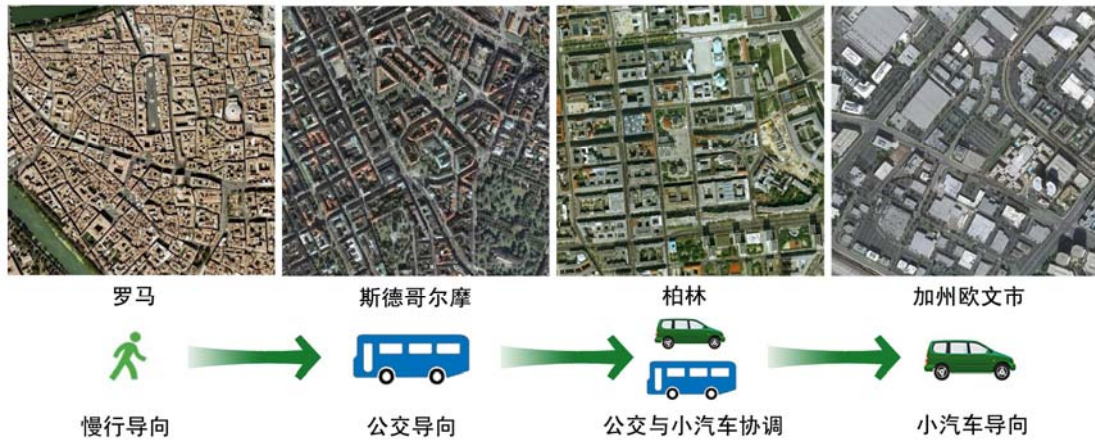 罗马
斯德哥尔摩
柏林
加州欧文市
慢行导向
公交导向
公交与小汽车协调
小汽车导向